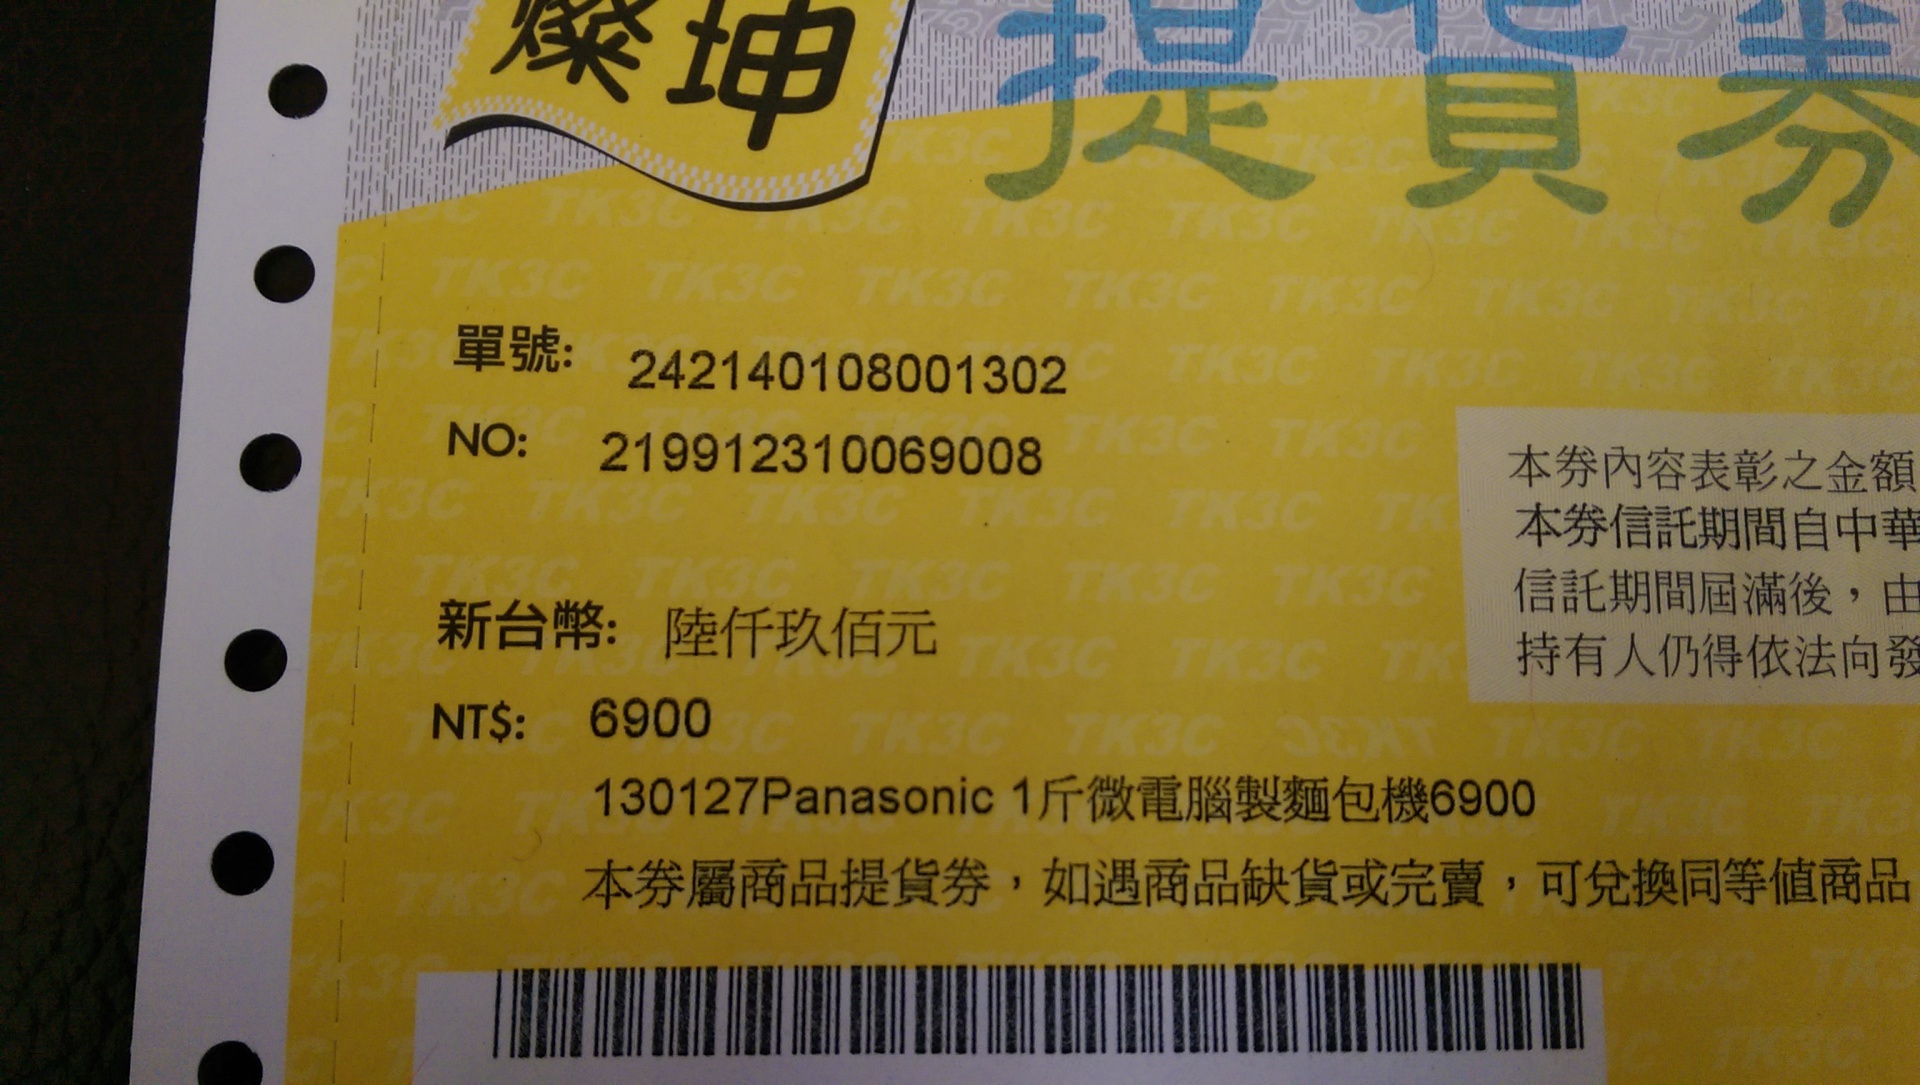 燦坤
提貨券
單號: 242140108001302
NO: 219912310069008
本券內容表彰之金額
本券信託期間自中華
信託期間屆滿後，由
持有人仍得依法向發
新台幣: 陸仟玖佰元
NT$: 6900
130127Panasonic 1斤微電腦製麵包機6900
本券屬商品提貨券，如遇商品缺貨或完賣，可兌換同等値商品